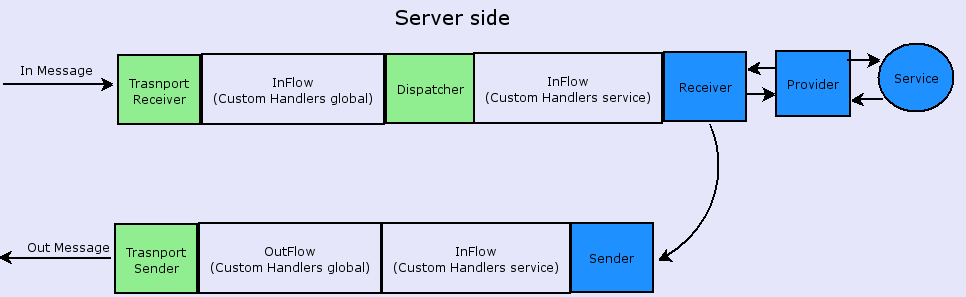 Server side
In Message
Trasnport
Receiver
InFlow
(Custom Handlers global)
Dispatcher
InFlow
(Custom Handlers service)
Receiver
Provider
Service
Out Message
Trasnport
Sender
OutFlow
(Custom Handlers global)
InFlow
(Custom Handlers service)
Sender